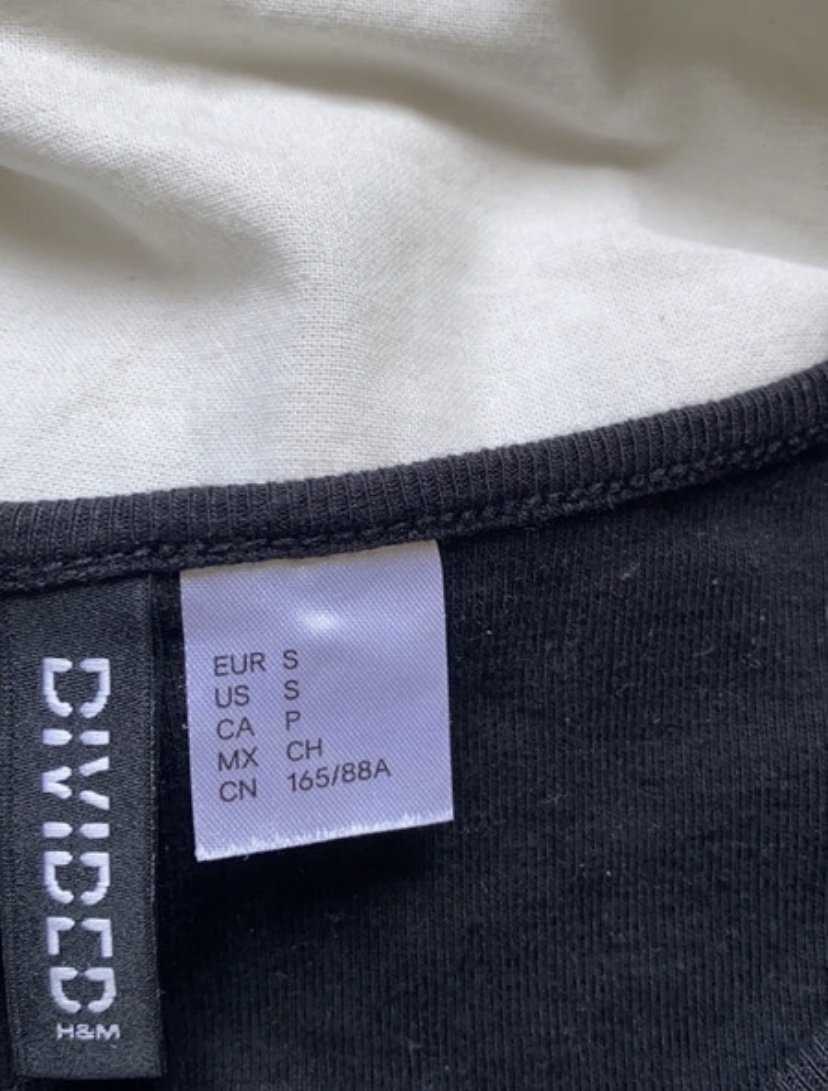 DIVIDED
H&M
EUR S
US S
CA P
MX CH
CN 165/88A